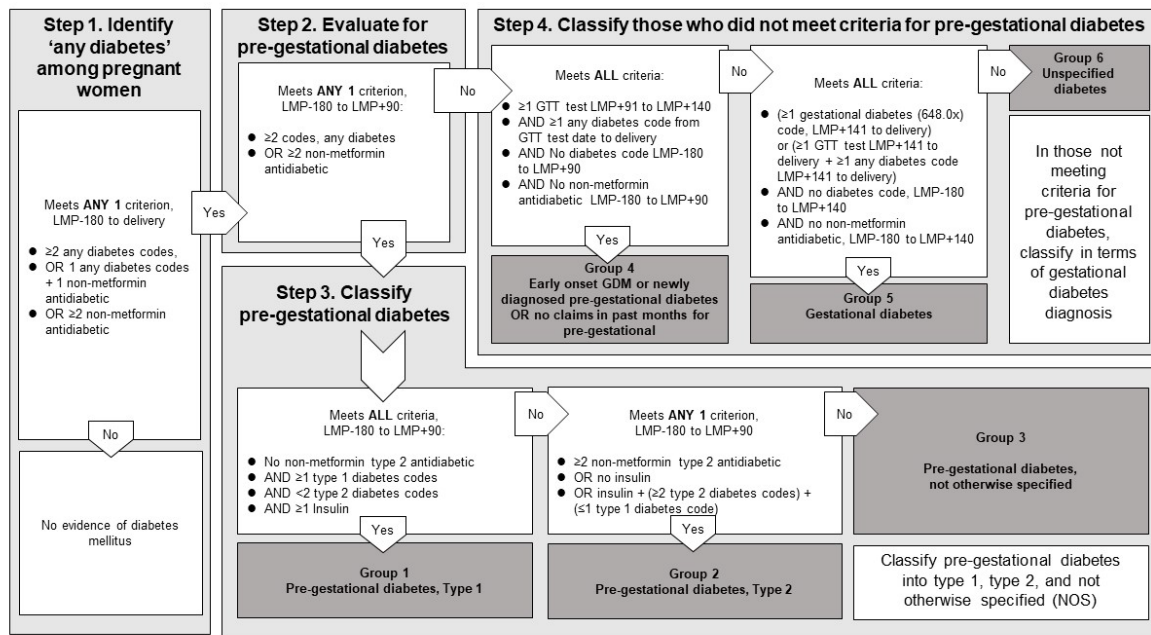 Step 1. Identify
‘any diabetes’
among pregnant
women
Meets ANY 1 criterion,
LMP-180 to delivery
● ≥2 any diabetes codes,
● OR 1 any diabetes codes
+ 1 non-metformin
antidiabetic
● OR ≥2 non-metformin
antidiabetic
Yes
No
No evidence of diabetes
mellitus
Step 2. Evaluate for
pre-gestational diabetes
Meets ANY 1 criterion,
LMP-180 to LMP+90:
● ≥2 codes, any diabetes
● OR ≥2 non-metformin
antidiabetic
No
Yes
Step 3. Classify
pre-gestational diabetes
Meets ALL criteria,
LMP-180 to LMP+90:
● No non-metformin type 2 antidiabetic
● AND ≥1 type 1 diabetes codes
● AND <2 type 2 diabetes codes
● AND ≥1 Insulin
No
Yes
Group 1
Pre-gestational diabetes, Type 1
Meets ANY 1 criterion,
LMP-180 to LMP+90
● ≥2 non-metformin type 2 antidiabetic
● OR no insulin
● OR insulin + (≥2 type 2 diabetes codes) +
(≤1 type 1 diabetes code)
No
Yes
Group 2
Pre-gestational diabetes, Type 2
Group 3
Pre-gestational diabetes,
not otherwise specified
Classify pre-gestational diabetes
into type 1, type 2, and not
otherwise specified (NOS)
Step 4. Classify those who did not meet criteria for pre-gestational diabetes
Meets ALL criteria:
● ≥1 GTT test LMP+91 to LMP+140
● AND ≥1 any diabetes code from
GTT test date to delivery
● AND No diabetes code LMP-180
to LMP+90
● AND No non-metformin
antidiabetic LMP-180 to LMP+90
No
Yes
Group 4
Early onset GDM or newly
diagnosed pre-gestational diabetes
OR no claims in past months for
pre-gestational
Meets ALL criteria:
● (≥1 gestational diabetes (648.0x)
code, LMP+141 to delivery)
or (≥1 GTT test LMP+141 to
delivery + ≥1 any diabetes code
LMP+141 to delivery)
● AND no diabetes code, LMP-180
to LMP+140
● AND no non-metformin
antidiabetic, LMP-180 to LMP+140
No
Yes
Group 5
Gestational diabetes
Group 6
Unspecified
diabetes
In those not
meeting
criteria for
pre-gestational
diabetes,
classify in terms
of gestational
diabetes
diagnosis